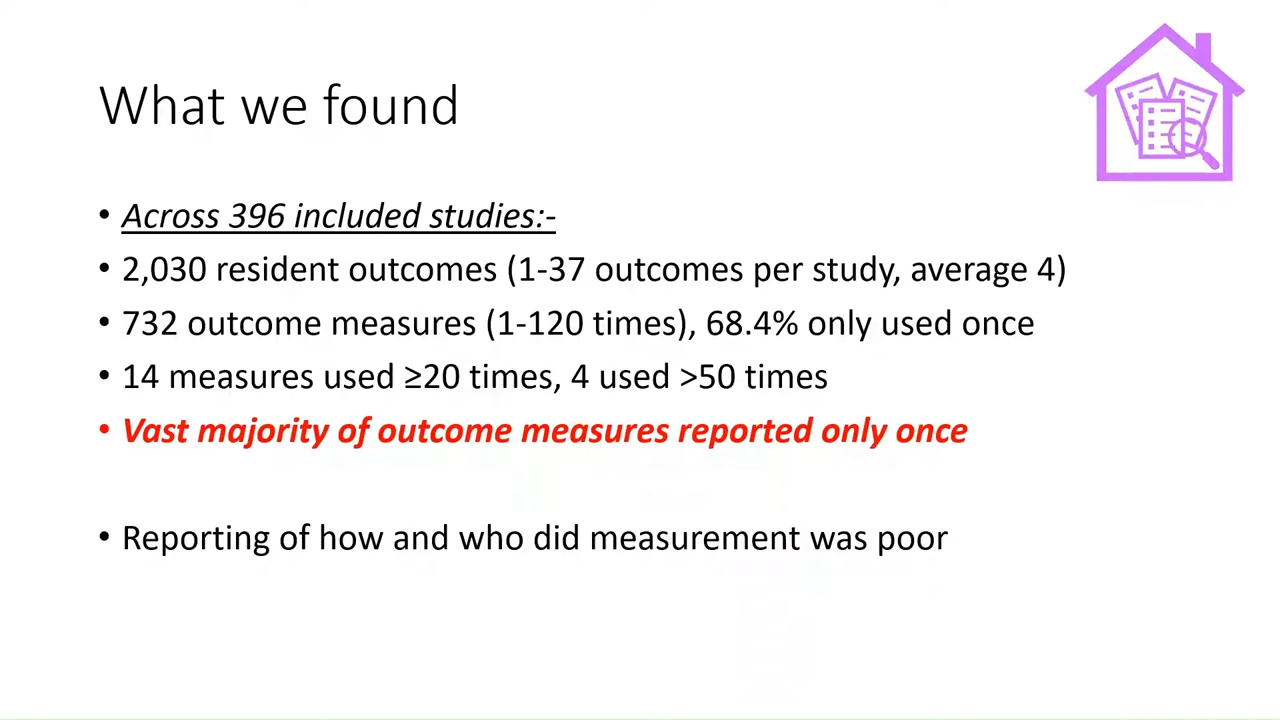 What we found
• Across 396 included studies:-
• 2,030 resident outcomes (1-37 outcomes per study, average 4)
• 732 outcome measures (1-120 times), 68.4% only used once
• 14 measures used ≥20 times, 4 used >50 times
• Vast majority of outcome measures reported only once
• Reporting of how and who did measurement was poor